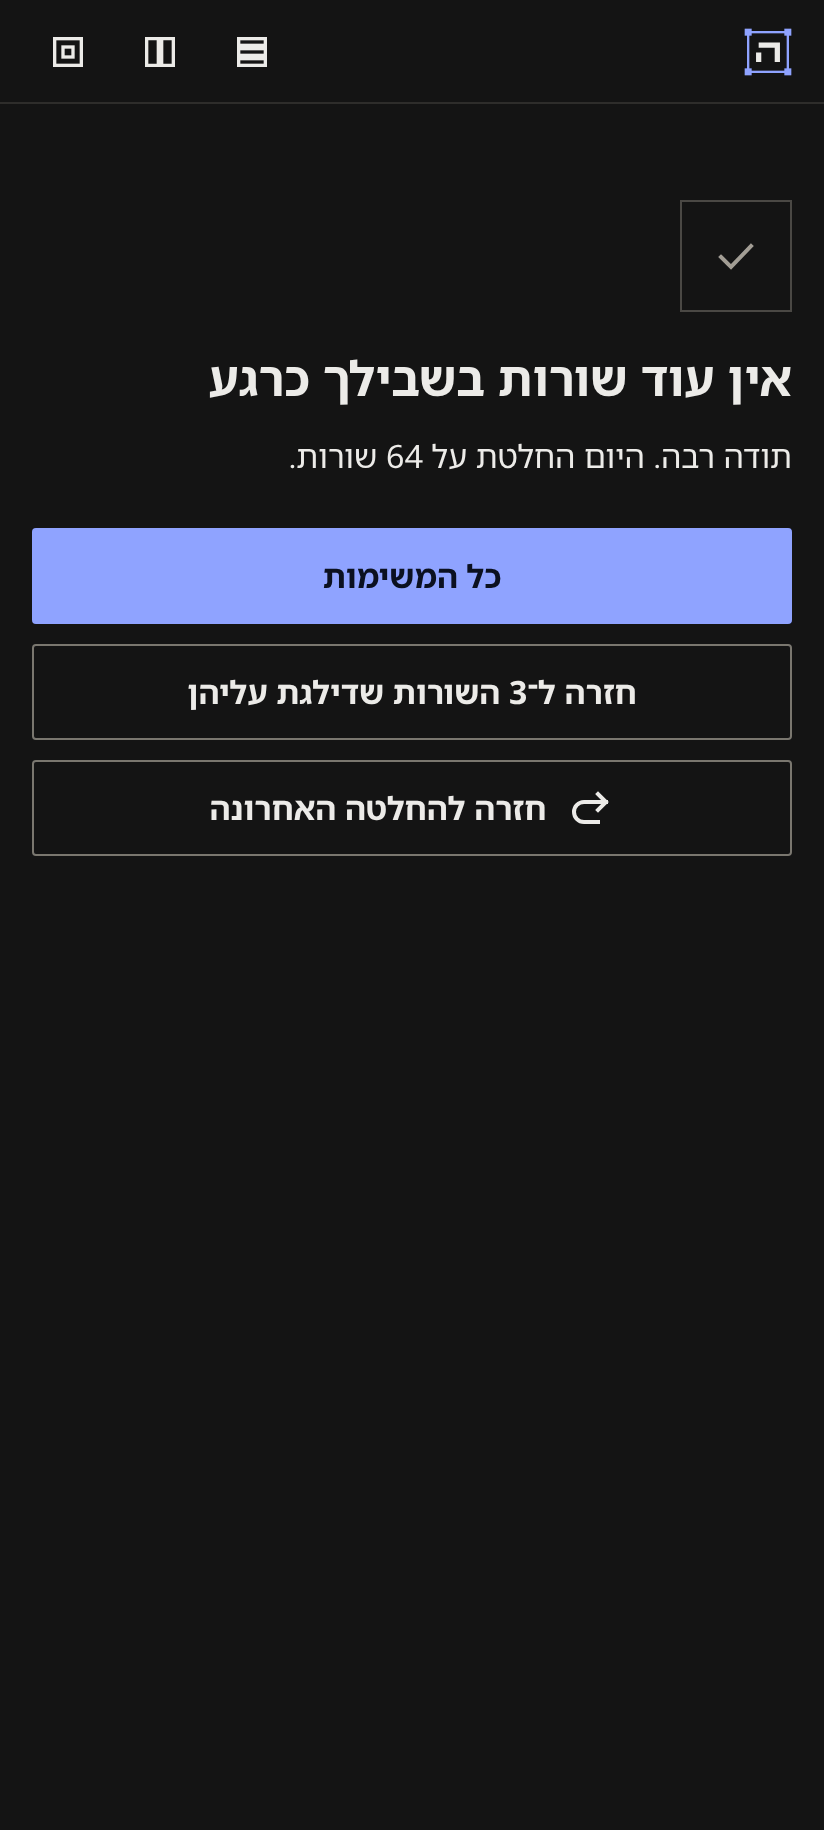 ה
אין עוד שורות בשבילך כרגע
תודה רבה. היום החלטת על 64 שורות.
כל המשימות
חזרה ל־3 השורות שדילגת עליהן
חזרה להחלטה האחרונה